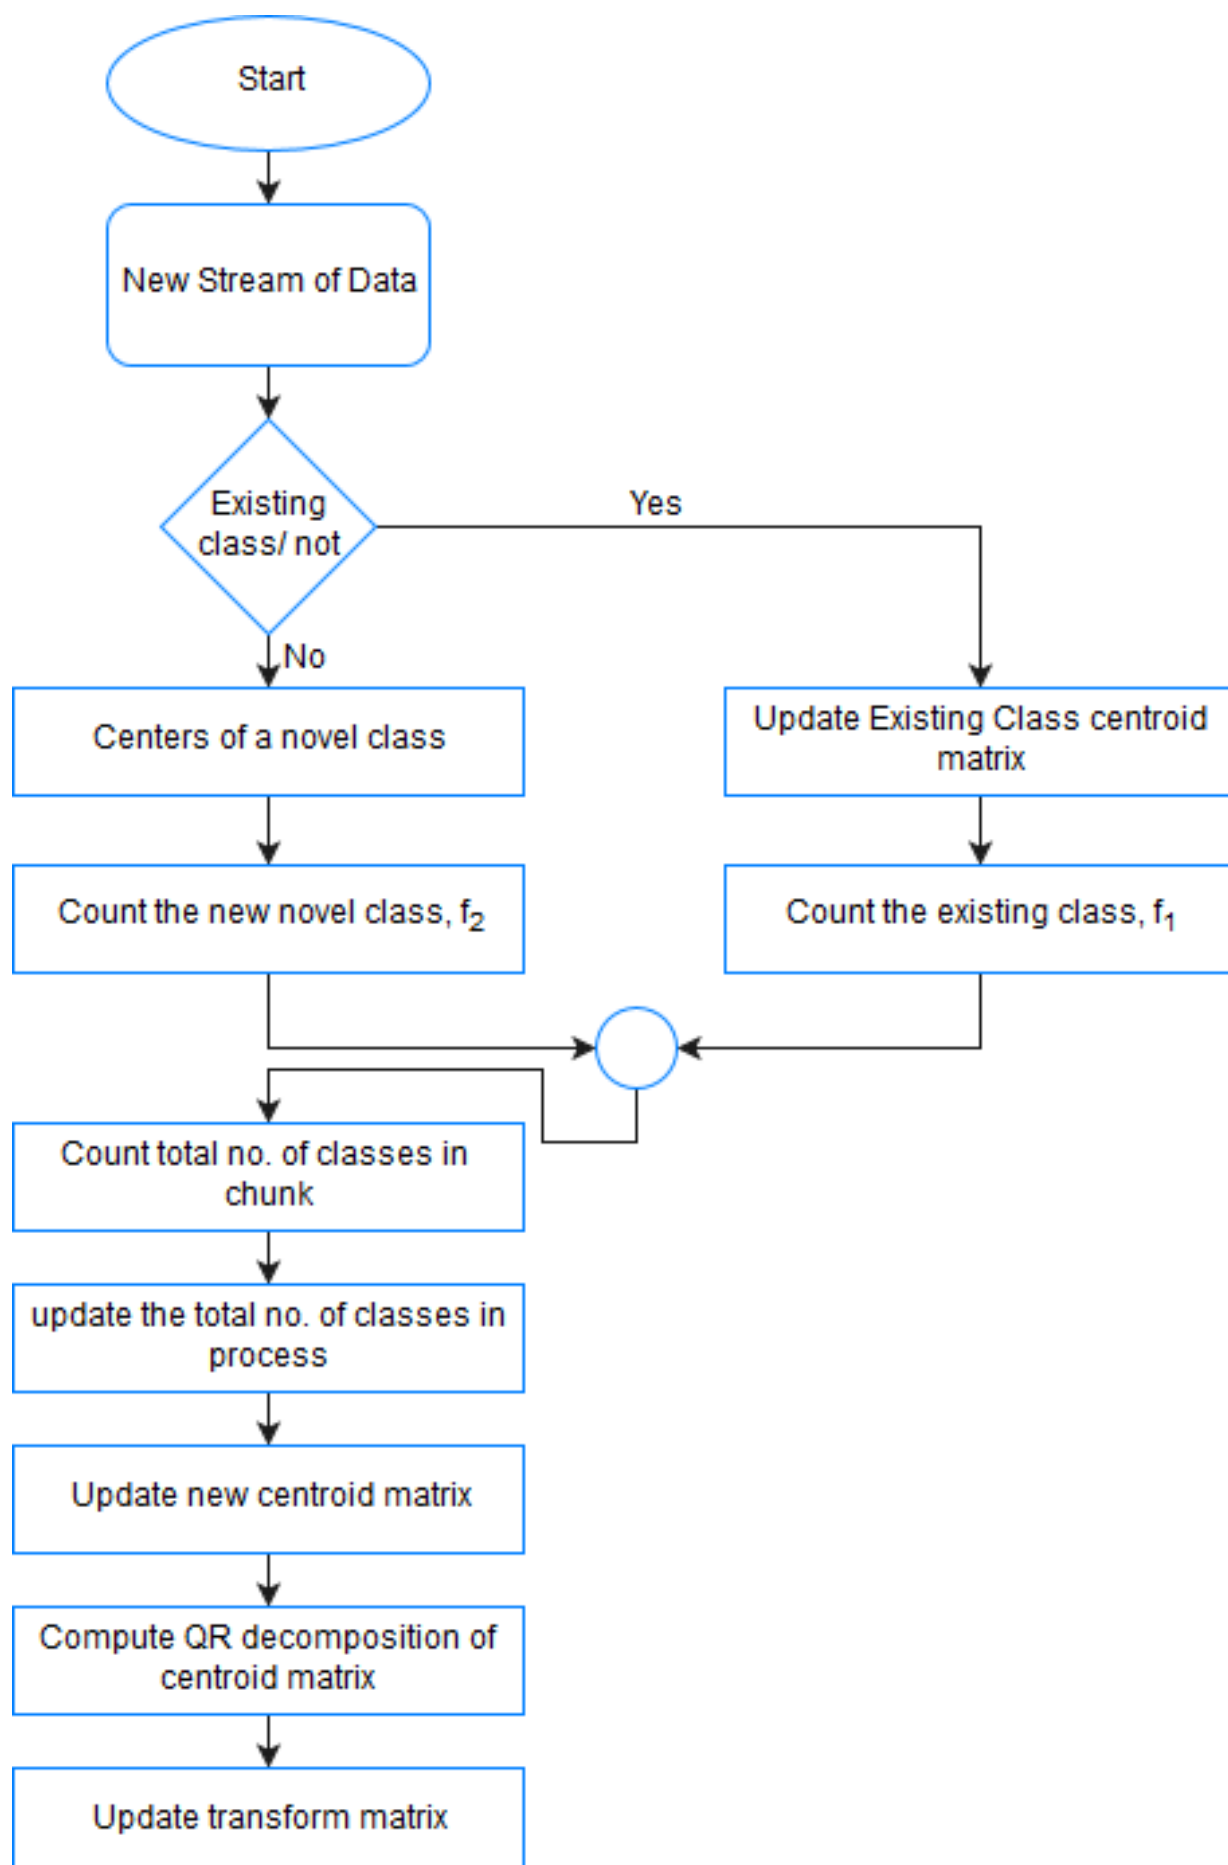 Start
New Stream of Data
Existing
class/ not
Yes
No
Centers of a novel class
Update Existing Class centroid
matrix
Count the new novel class, f₂
Count the existing class, f₁
Count total no. of classes in
chunk
update the total no. of classes in
process
Update new centroid matrix
Compute QR decomposition of
centroid matrix
Update transform matrix